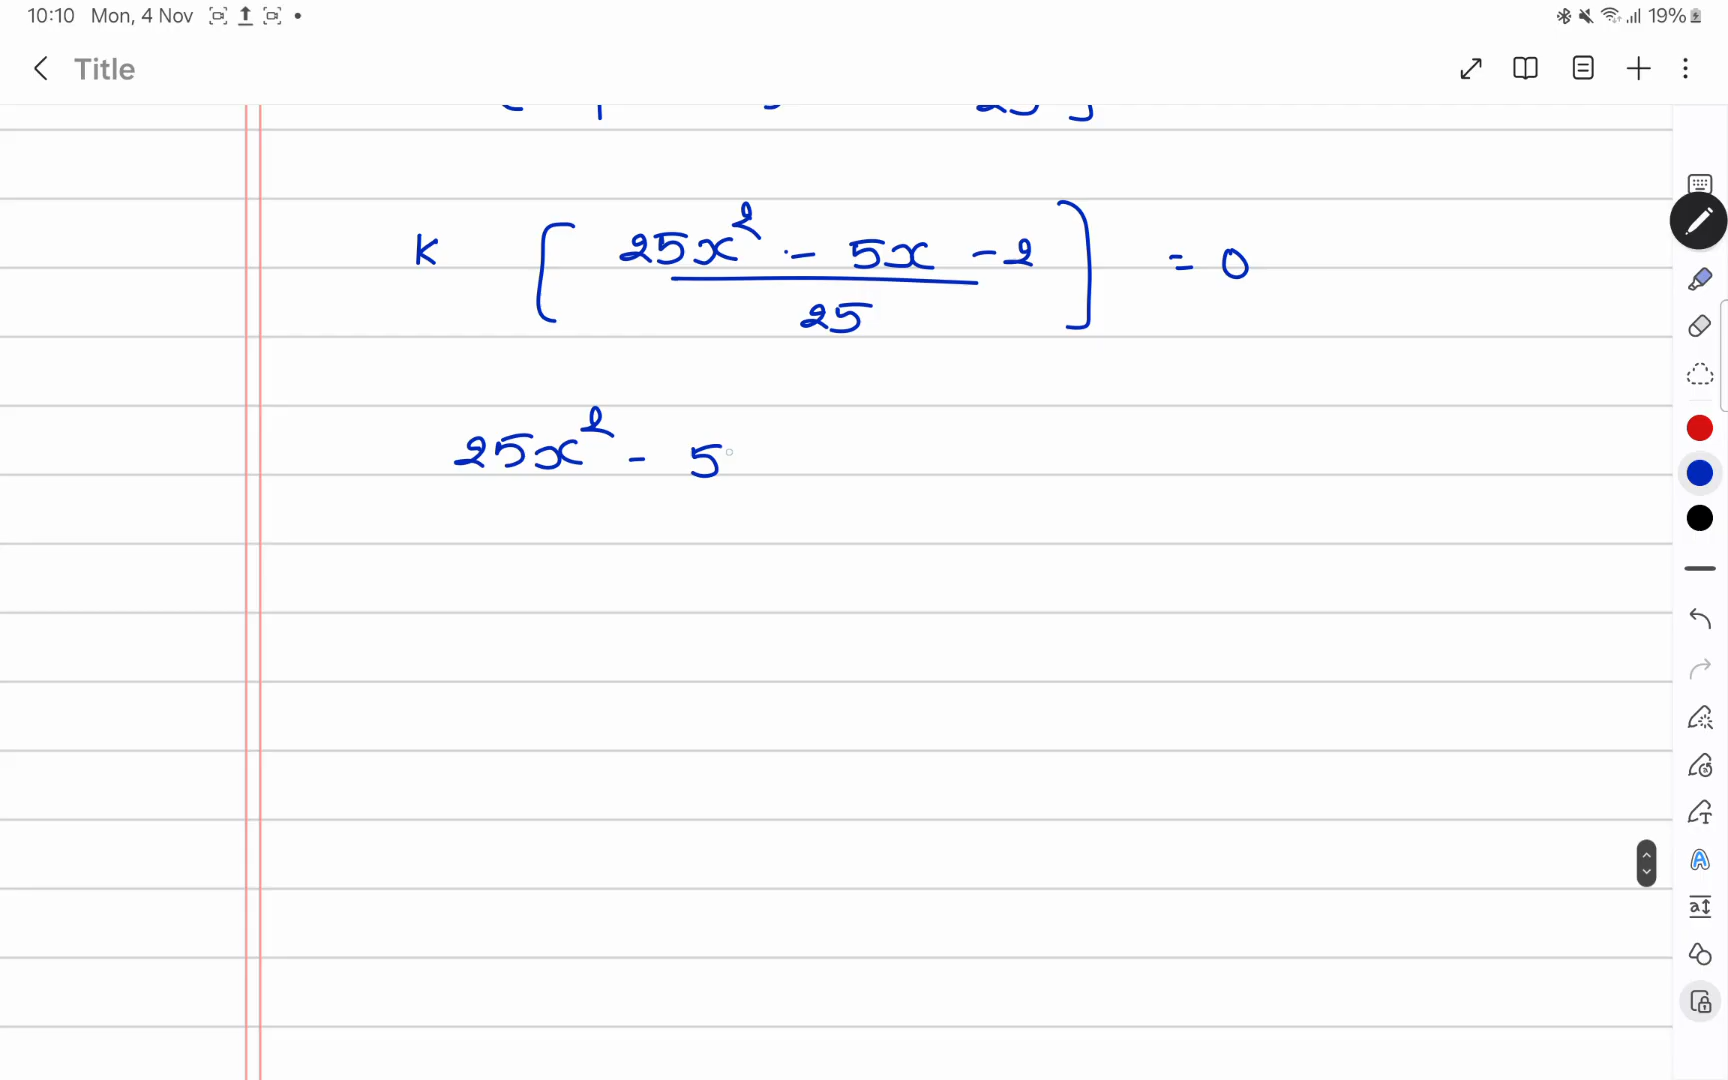 10:10 Mon, 4 Nov 19%
Title
K [ 25x² - 5x - 2 ] = 0
25
25x² - 5